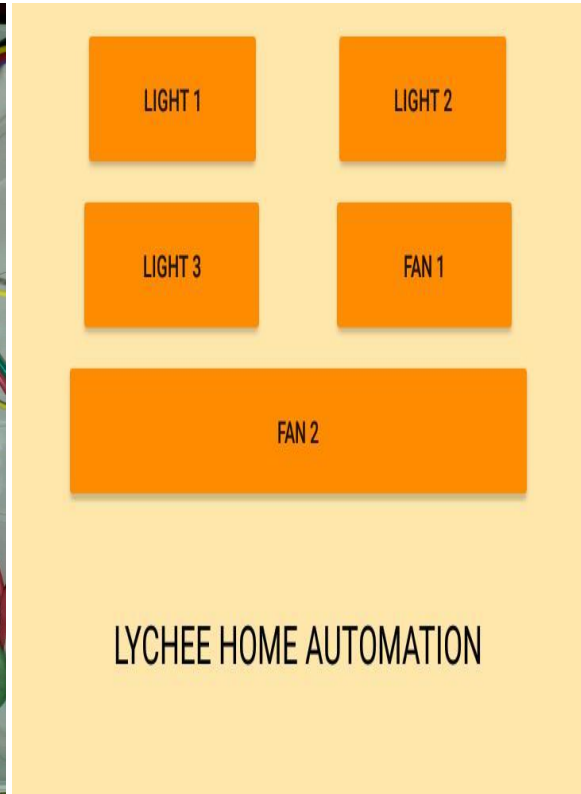 LIGHT 1
LIGHT 2
LIGHT 3
FAN 1
FAN 2
LYCHEE HOME AUTOMATION